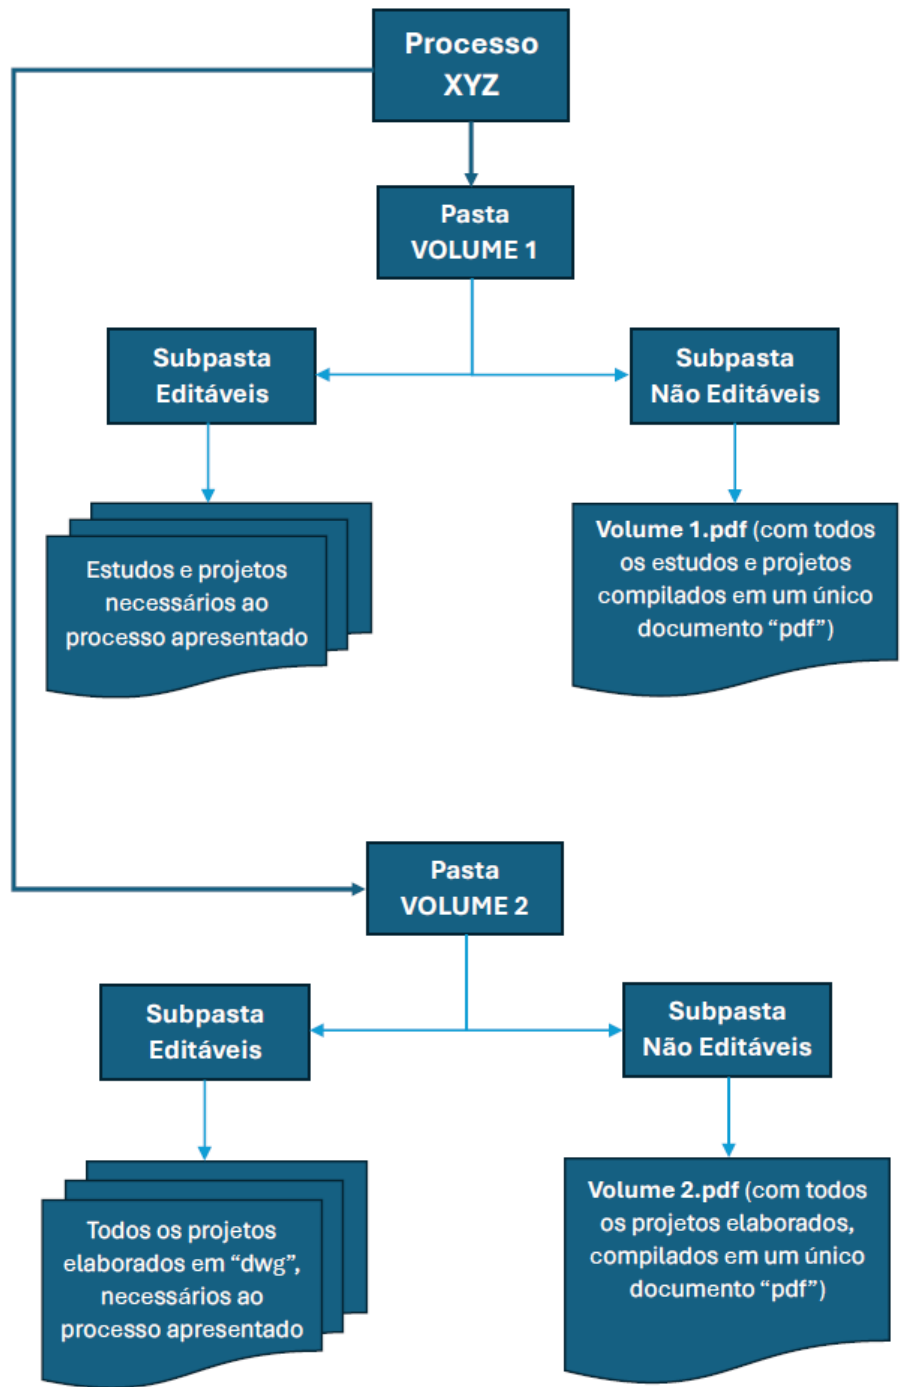 Processo
XYZ
Pasta
VOLUME 1
Subpasta
Editáveis
Subpasta
Não Editáveis
Estudos e projetos
necessários ao
processo apresentado
Volume 1.pdf (com todos
os estudos e projetos
compilados em um único
documento “pdf”)
Pasta
VOLUME 2
Subpasta
Editáveis
Subpasta
Não Editáveis
Todos os projetos
elaborados em “dwg”,
necessários ao
processo apresentado
Volume 2.pdf (com todos
os projetos elaborados,
compilados em um único
documento “pdf”)